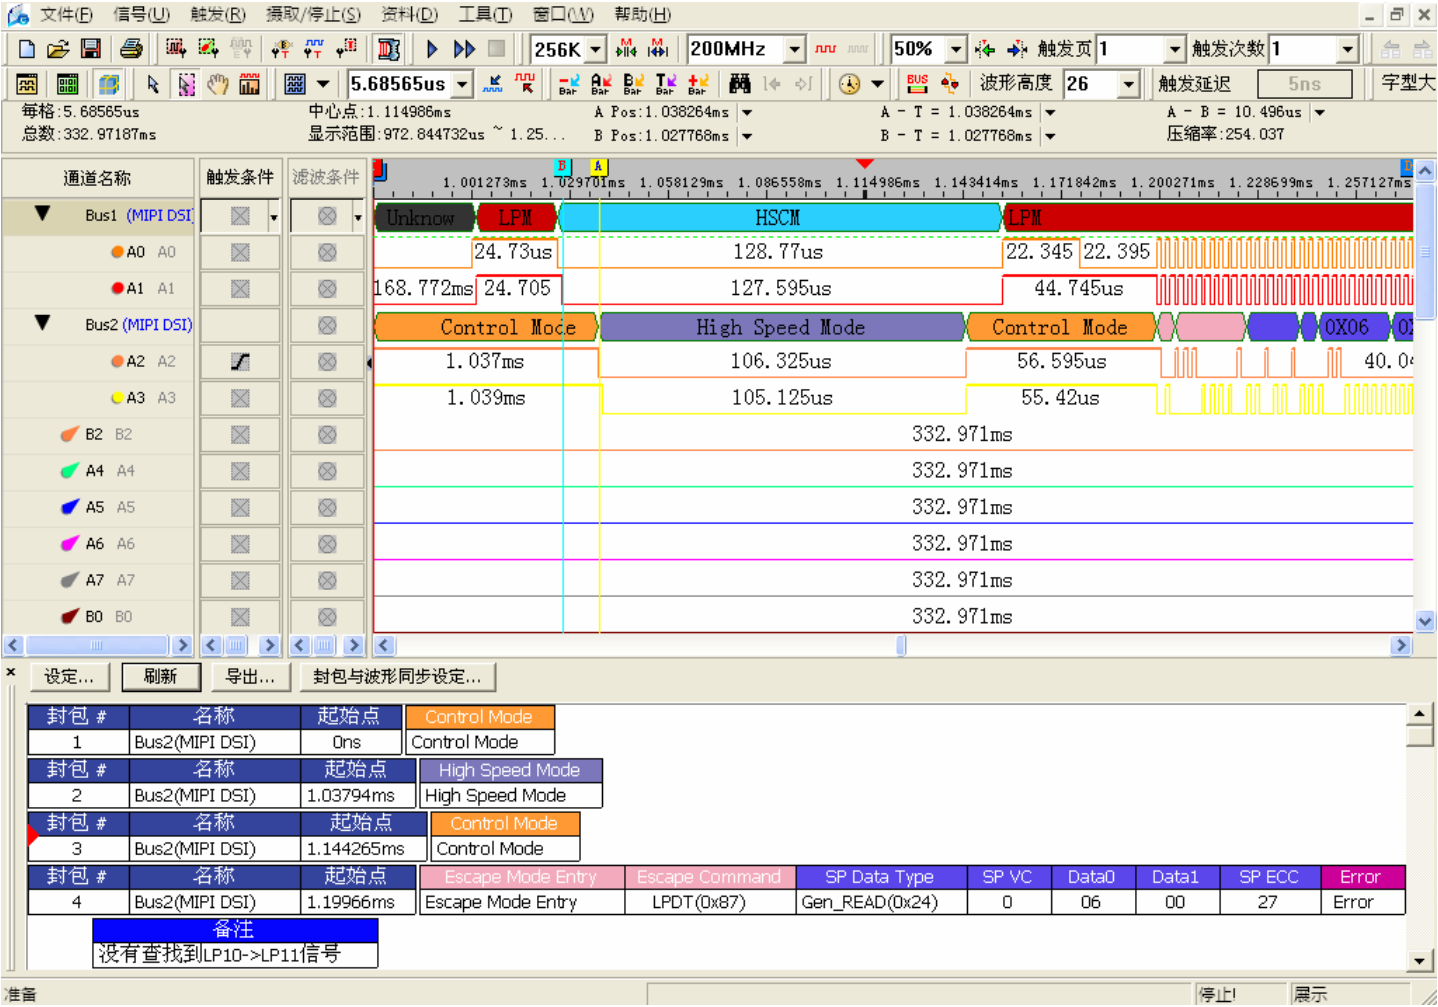 文件(F) 信号(U) 触发(R) 摄取/停止(S) 资料(D) 工具(T) 窗口(W) 帮助(H)
256K 200MHz 50% 触发页 1 触发次数 1
5.68565us Bar Bar Bar Bar Bar BUS 波形高度 26 触发延迟 5ns 字型大
每格:5.68565us 中心点:1.114986ms A Pos:1.038264ms A - T = 1.038264ms A - B = 10.496us
总数:332.97187ms 显示范围:972.844732us ~ 1.25... B Pos:1.027768ms B - T = 1.027768ms 压缩率:254.037
通道名称 触发条件 滤波条件 B A
1.001273ms 1.029701ms 1.058129ms 1.086558ms 1.114986ms 1.143414ms 1.171842ms 1.200271ms 1.228699ms 1.257127ms
Bus1 (MIPI DSI) Unknow LPM HSCM LPM
A0 A0 24.73us 128.77us 22.345 22.395
A1 A1 168.772ms 24.705 127.595us 44.745us
Bus2 (MIPI DSI) Control Mode High Speed Mode Control Mode 0X06
A2 A2 1.037ms 106.325us 56.595us 40.04
A3 A3 1.039ms 105.125us 55.42us
B2 B2 332.971ms
A4 A4 332.971ms
A5 A5 332.971ms
A6 A6 332.971ms
A7 A7 332.971ms
B0 B0 332.971ms
设定... 刷新 导出... 封包与波形同步设定...
封包 # 名称 起始点 Control Mode
1 Bus2(MIPI DSI) 0ns Control Mode
封包 # 名称 起始点 High Speed Mode
2 Bus2(MIPI DSI) 1.03794ms High Speed Mode
封包 # 名称 起始点 Control Mode
3 Bus2(MIPI DSI) 1.144265ms Control Mode
封包 # 名称 起始点 Escape Mode Entry Escape Command SP Data Type SP VC Data0 Data1 SP ECC Error
4 Bus2(MIPI DSI) 1.19966ms Escape Mode Entry LPDT(0x87) Gen_READ(0x24) 0 06 00 27 Error
备注
没有查找到LP10->LP11信号
准备 停止! 展示